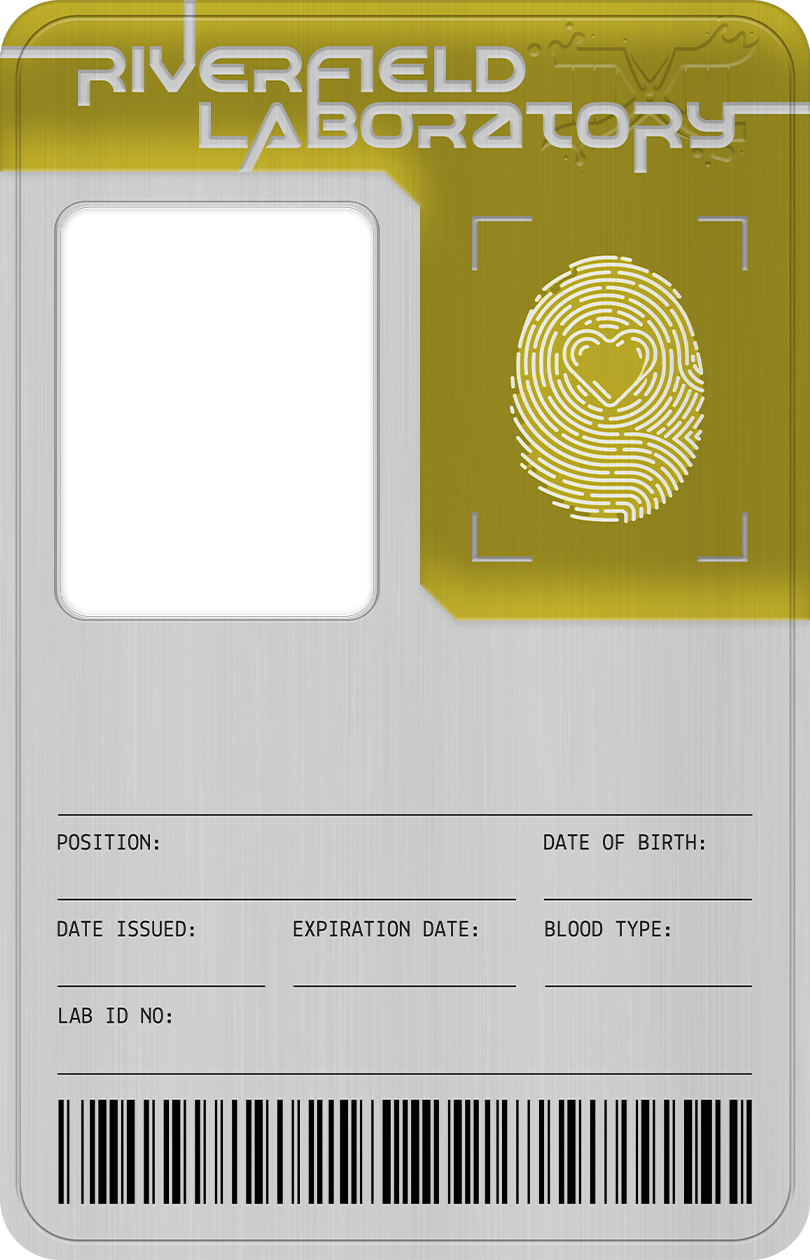 RIVERFIELD
LABORATORY
POSITION: DATE OF BIRTH:
DATE ISSUED: EXPIRATION DATE: BLOOD TYPE:
LAB ID NO: